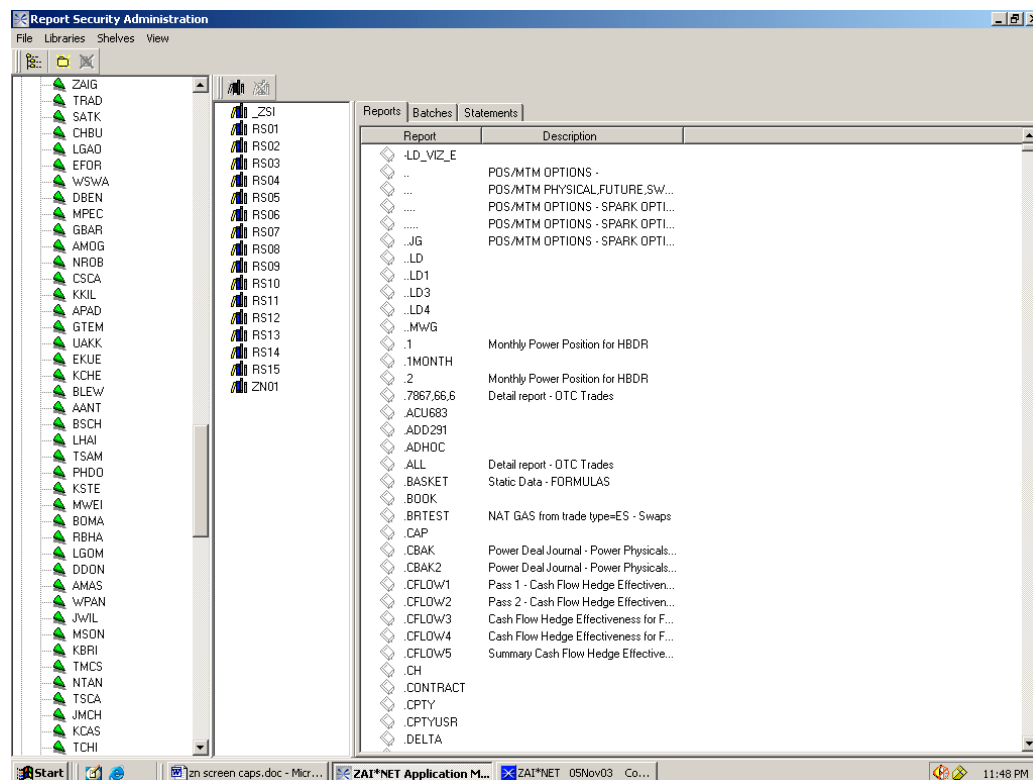 Report Security Administration
File Libraries Shelves View
ZAIG
TRAD
SATK
CHBU
LGAO
EFOR
WSWA
DBEN
MPEC
GBAR
AMOG
NROB
CSCA
KKIL
APAD
GTEM
UAKK
EKUE
KCHE
BLEW
AANT
BSCH
LHAI
TSAM
PHDO
KSTE
MWEI
BOMA
RBHA
LGOM
DDON
AMAS
WPAN
JWIL
MSON
KBRI
TMCS
NTAN
TSCA
JMCH
KCAS
TCHI
_ZSI
RS01
RS02
RS03
RS04
RS05
RS06
RS07
RS08
RS09
RS10
RS11
RS12
RS13
RS14
RS15
ZN01
Reports Batches Statements
Report Description
-LD_VIZ_E
.. POS/MTM OPTIONS -
... POS/MTM PHYSICAL,FUTURE,SW...
.... POS/MTM OPTIONS - SPARK OPTI...
..... POS/MTM OPTIONS - SPARK OPTI...
..JG POS/MTM OPTIONS - SPARK OPTI...
..LD
..LD1
..LD3
..LD4
..MWG
.1 Monthly Power Position for HBDR
.1MONTH
.2 Monthly Power Position for HBDR
.7867,66,6 Detail report - OTC Trades
.ACU683
.ADD291
.ADHOC
.ALL Detail report - OTC Trades
.BASKET Static Data - FORMULAS
.BOOK
.BRTEST NAT GAS from trade type=ES - Swaps
.CAP
.CBAK Power Deal Journal - Power Physicals...
.CBAK2 Power Deal Journal - Power Physicals...
.CFLOW1 Pass 1 - Cash Flow Hedge Effectiven...
.CFLOW2 Pass 2 - Cash Flow Hedge Effectiven...
.CFLOW3 Cash Flow Hedge Effectiveness for F...
.CFLOW4 Cash Flow Hedge Effectiveness for F...
.CFLOW5 Summary Cash Flow Hedge Effective...
.CH
.CONTRACT
.CPTY
.CPTYUSR
.DELTA
Start zn screen caps.doc - Micr... ZAI*NET Application M... ZAI*NET 05Nov03 Co... 11:48 PM